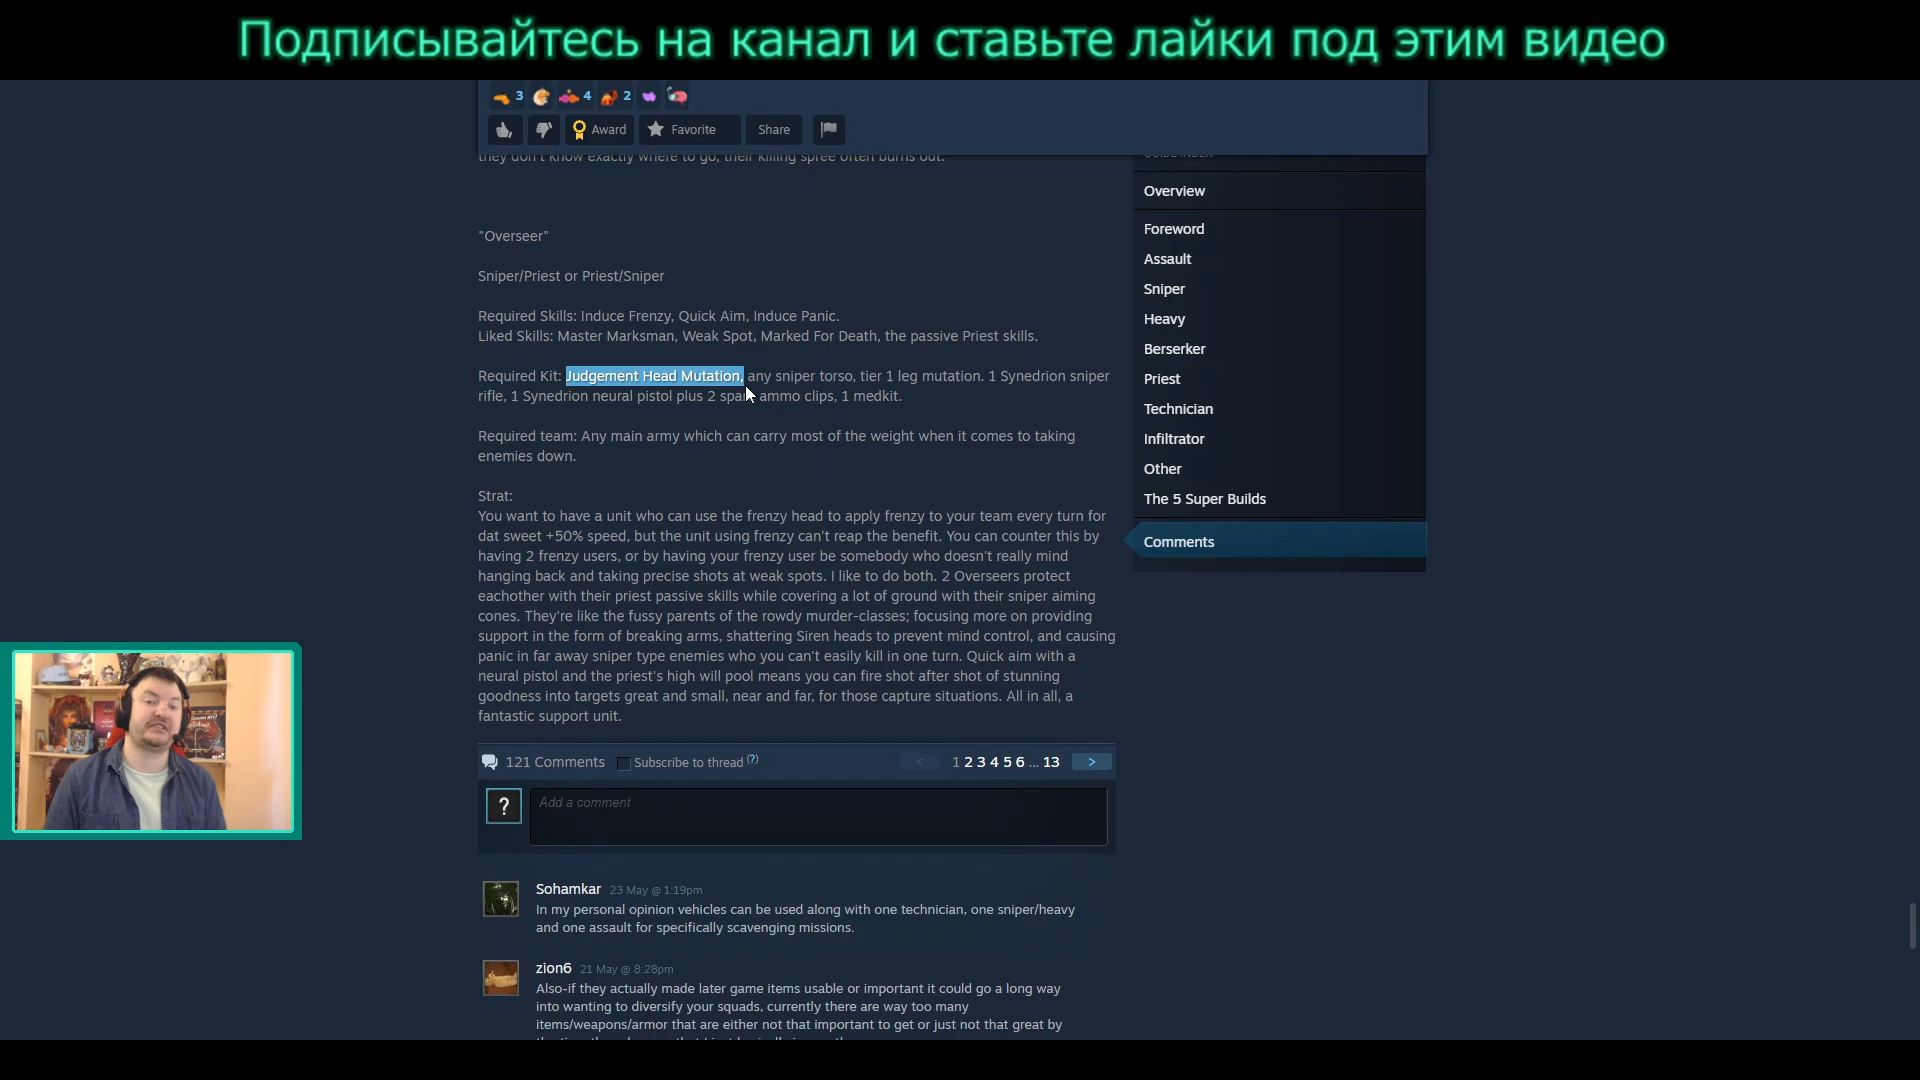 Подписывайтесь на канал и ставьте лайки под этим видео
3 4 2
Award Favorite Share
they don't know exactly where to go, their killing spree often burns out.
"Overseer"
Sniper/Priest or Priest/Sniper
Required Skills: Induce Frenzy, Quick Aim, Induce Panic.
Liked Skills: Master Marksman, Weak Spot, Marked For Death, the passive Priest skills.
Required Kit: Judgement Head Mutation, any sniper torso, tier 1 leg mutation. 1 Synedrion sniper
rifle, 1 Synedrion neural pistol plus 2 spare ammo clips, 1 medkit.
Required team: Any main army which can carry most of the weight when it comes to taking
enemies down.
Strat:
You want to have a unit who can use the frenzy head to apply frenzy to your team every turn for
dat sweet +50% speed, but the unit using frenzy can't reap the benefit. You can counter this by
having 2 frenzy users, or by having your frenzy user be somebody who doesn't really mind
hanging back and taking precise shots at weak spots. I like to do both. 2 Overseers protect
eachother with their priest passive skills while covering a lot of ground with their sniper aiming
cones. They're like the fussy parents of the rowdy murder-classes; focusing more on providing
support in the form of breaking arms, shattering Siren heads to prevent mind control, and causing
panic in far away sniper type enemies who you can't easily kill in one turn. Quick aim with a
neural pistol and the priest's high will pool means you can fire shot after shot of stunning
goodness into targets great and small, near and far, for those capture situations. All in all, a
fantastic support unit.
121 Comments Subscribe to thread (?) < 1 2 3 4 5 6 ... 13 >
? Add a comment
Sohamkar 23 May @ 1:19pm
In my personal opinion vehicles can be used along with one technician, one sniper/heavy
and one assault for specifically scavenging missions.
zion6 21 May @ 8:28pm
Also-if they actually made later game items usable or important it could go a long way
into wanting to diversify your squads, currently there are way too many
items/weapons/armor that are either not that important to get or just not that great by
GUIDE INDEX
Overview
Foreword
Assault
Sniper
Heavy
Berserker
Priest
Technician
Infiltrator
Other
The 5 Super Builds
Comments